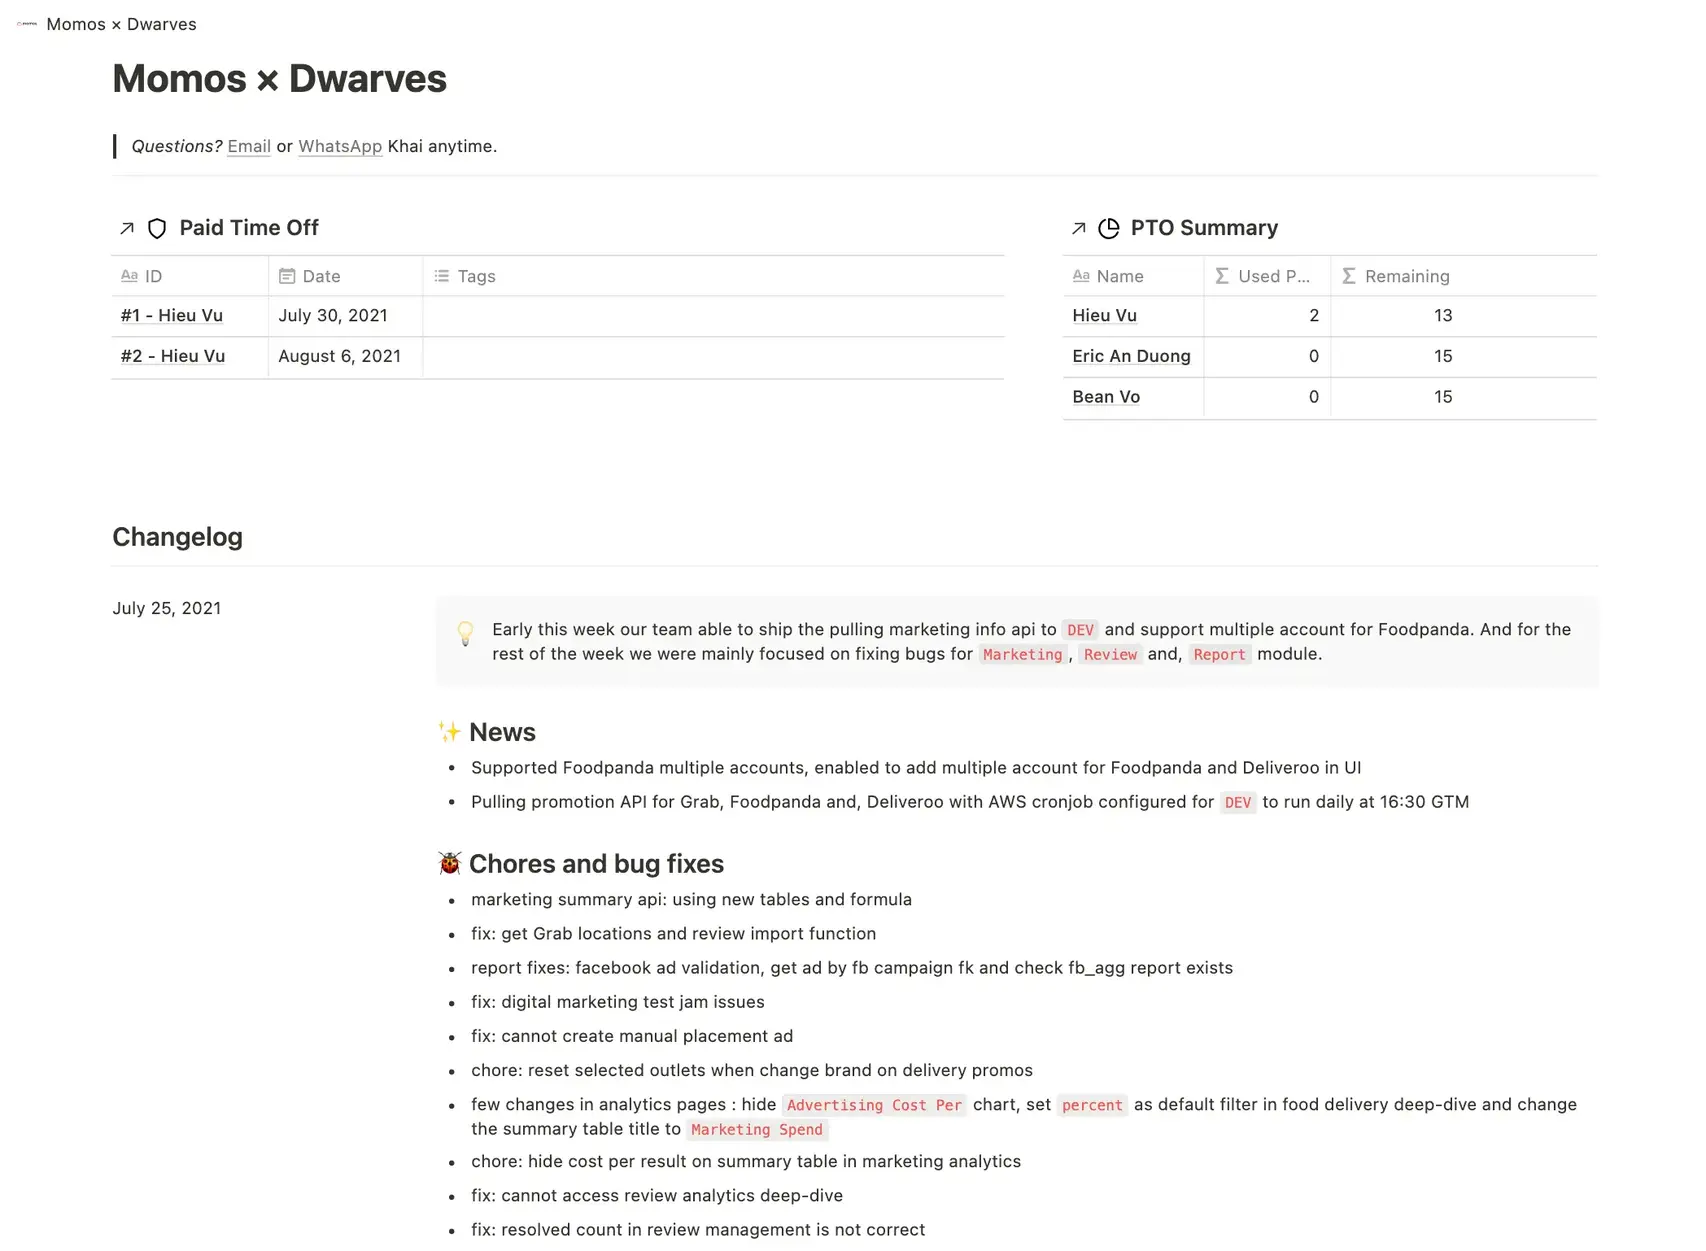 Momos × Dwarves
Momos × Dwarves
Questions? Email or WhatsApp Khai anytime.
Paid Time Off
Aa ID Date Tags
#1 - Hieu Vu July 30, 2021
#2 - Hieu Vu August 6, 2021
PTO Summary
Aa Name Σ Used P... Σ Remaining
Hieu Vu 2 13
Eric An Duong 0 15
Bean Vo 0 15
Changelog
July 25, 2021
Early this week our team able to ship the pulling marketing info api to DEV and support multiple account for Foodpanda. And for the
rest of the week we were mainly focused on fixing bugs for Marketing, Review and, Report module.
✨ News
• Supported Foodpanda multiple accounts, enabled to add multiple account for Foodpanda and Deliveroo in UI
• Pulling promotion API for Grab, Foodpanda and, Deliveroo with AWS cronjob configured for DEV to run daily at 16:30 GTM
🐞 Chores and bug fixes
• marketing summary api: using new tables and formula
• fix: get Grab locations and review import function
• report fixes: facebook ad validation, get ad by fb campaign fk and check fb_agg report exists
• fix: digital marketing test jam issues
• fix: cannot create manual placement ad
• chore: reset selected outlets when change brand on delivery promos
• few changes in analytics pages : hide Advertising Cost Per chart, set percent as default filter in food delivery deep-dive and change
the summary table title to Marketing Spend
• chore: hide cost per result on summary table in marketing analytics
• fix: cannot access review analytics deep-dive
• fix: resolved count in review management is not correct